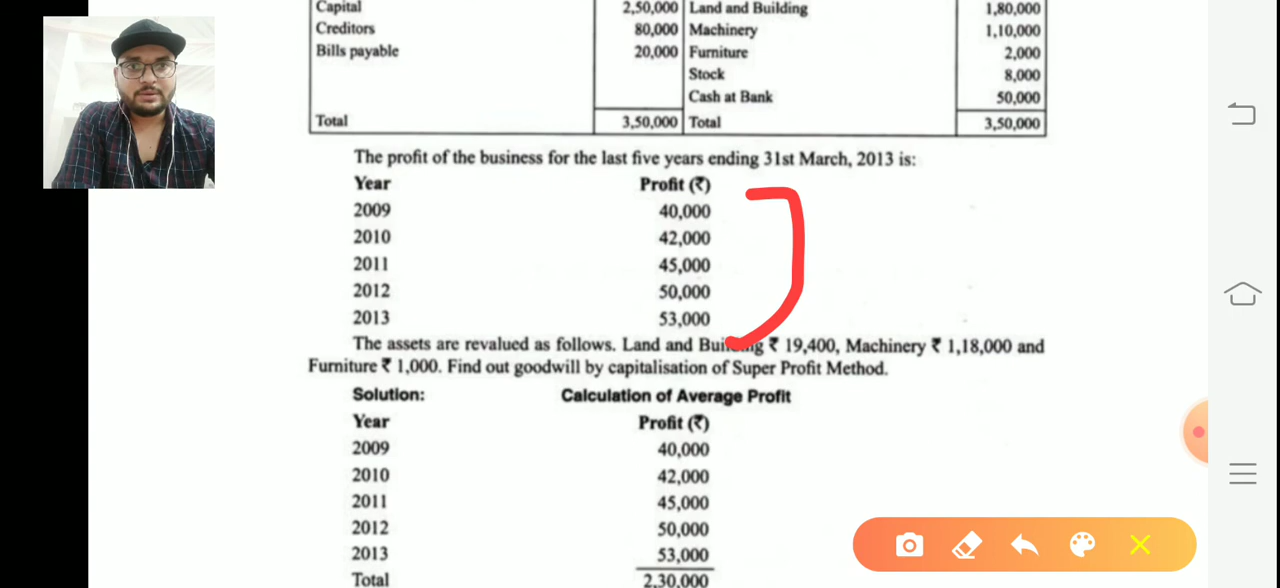 Capital 2,50,000 Land and Building 1,80,000
Creditors 80,000 Machinery 1,10,000
Bills payable 20,000 Furniture 2,000
Stock 8,000
Cash at Bank 50,000
Total 3,50,000 Total 3,50,000
The profit of the business for the last five years ending 31st March, 2013 is:
Year Profit (₹)
2009 40,000
2010 42,000
2011 45,000
2012 50,000
2013 53,000
The assets are revalued as follows. Land and Building ₹ 19,400, Machinery ₹ 1,18,000 and
Furniture ₹ 1,000. Find out goodwill by capitalisation of Super Profit Method.
Solution: Calculation of Average Profit
Year Profit (₹)
2009 40,000
2010 42,000
2011 45,000
2012 50,000
2013 53,000
Total 2,30,000